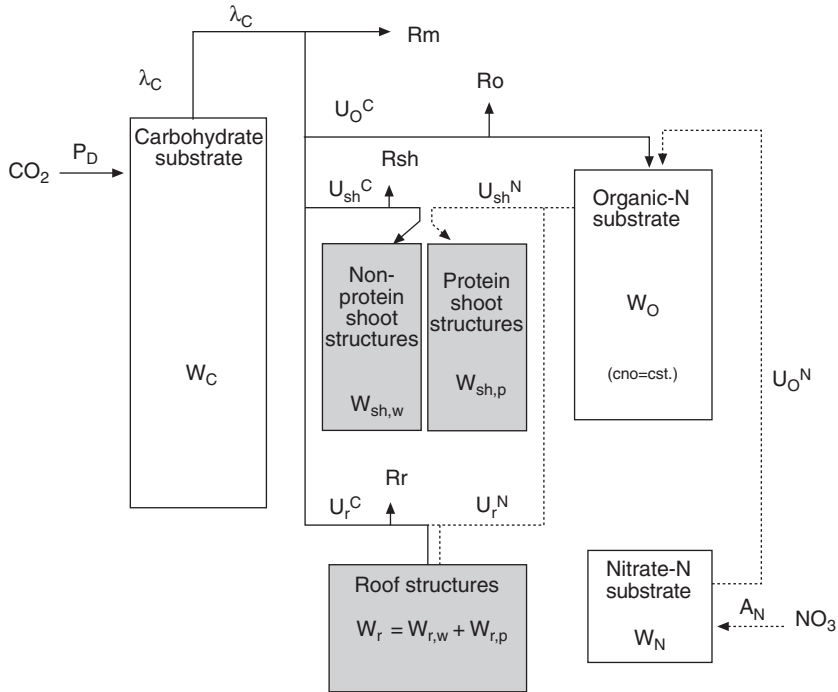 λC
Rm
λC
Ro
UOC
Carbohydrate
substrate
PD
CO2
Rsh
UshC
UshN
Organic-N
substrate
Non-
protein
shoot
structures
Protein
shoot
structures
WO
WC
Wsh,w
Wsh,p
(cno=cst.)
UON
Rr
UrC
UrN
Roof structures
Wr = Wr,w + Wr,p
Nitrate-N
substrate
WN
AN
NO3